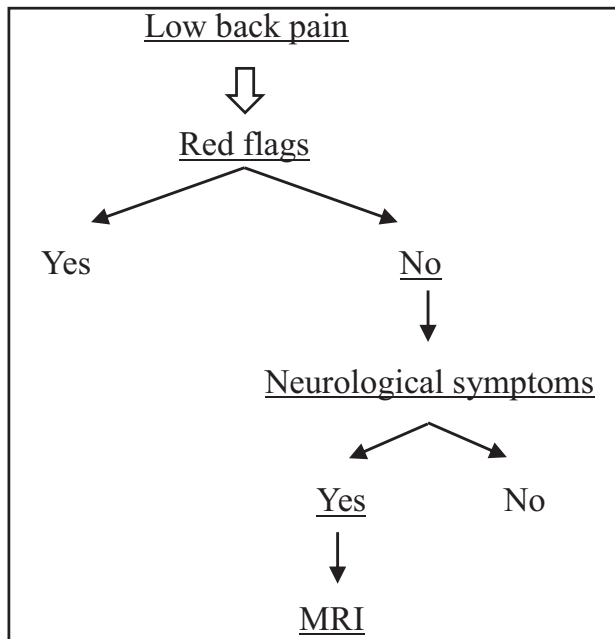 Low back pain
Red flags
Yes No
Neurological symptoms
Yes No
MRI